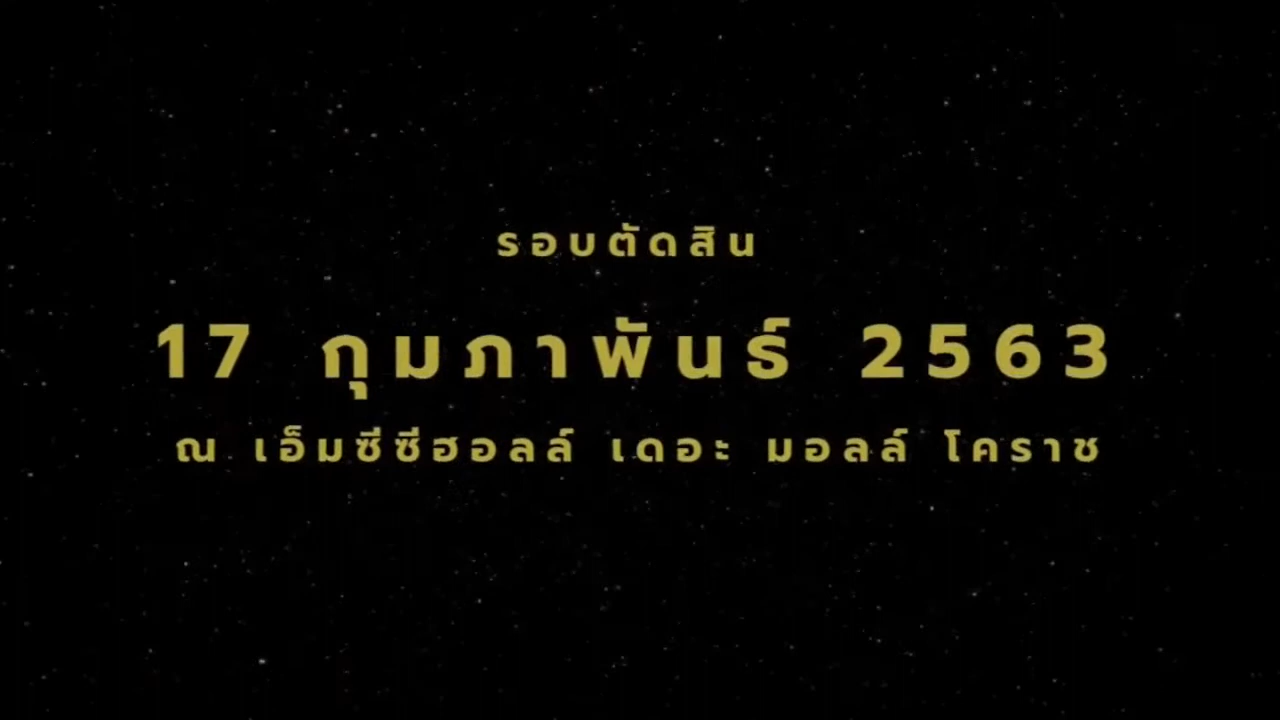 รอบตัดสิน
17 กุมภาพันธ์ 2563
ณ เอ็มซีซีฮอลล์ เดอะ มอลล์ โคราช